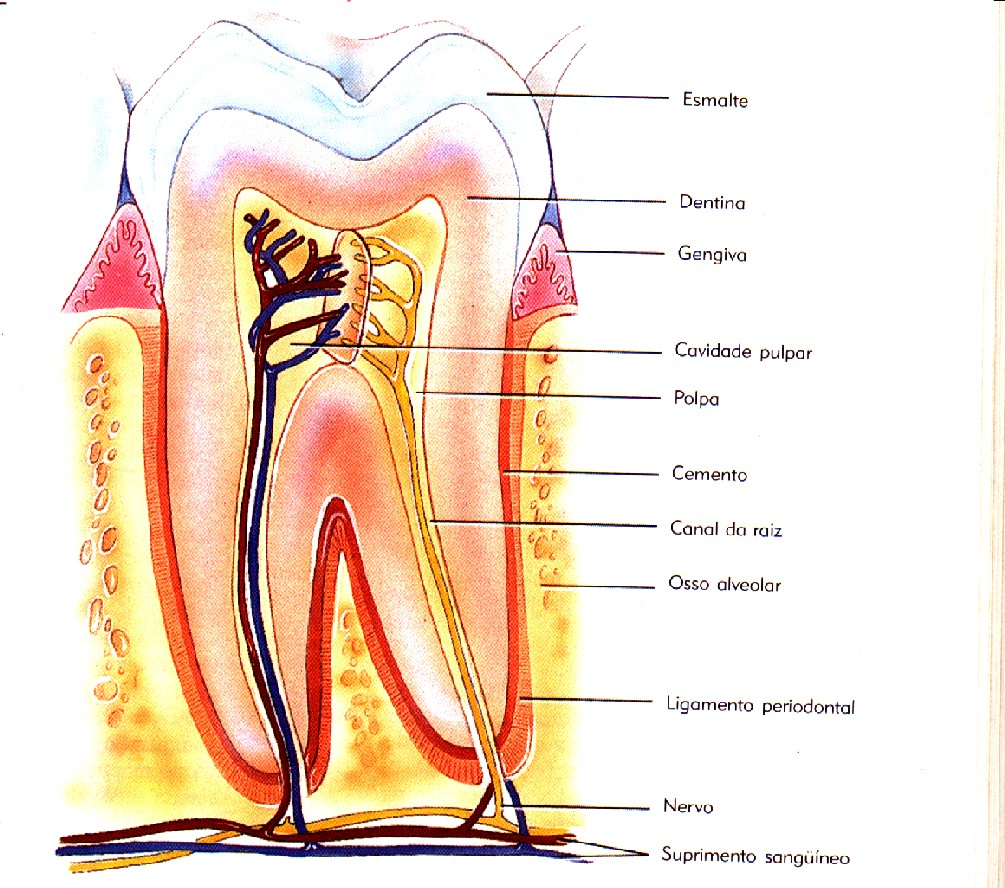 Esmalte
Dentina
Gengiva
Cavidade pulpar
Polpa
Cemento
Canal da raiz
Osso alveolar
Ligamento periodontal
Nervo
Suprimento sangüíneo